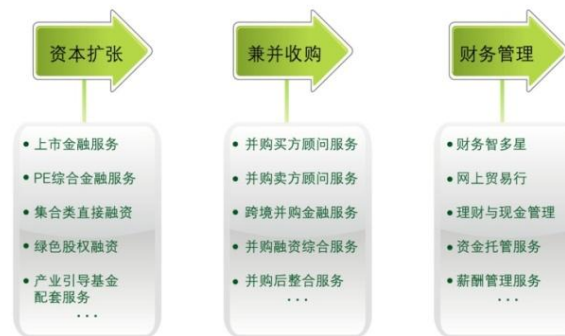 资本扩张
• 上市金融服务
• PE综合金融服务
• 集合类直接融资
• 绿色股权融资
• 产业引导基金
配套服务
...
兼并收购
• 并购买方顾问服务
• 并购卖方顾问服务
• 跨境并购金融服务
• 并购融资综合服务
• 并购后整合服务
...
财务管理
• 财务智多星
• 网上贸易行
• 理财与现金管理
• 资金托管服务
• 薪酬管理服务
...